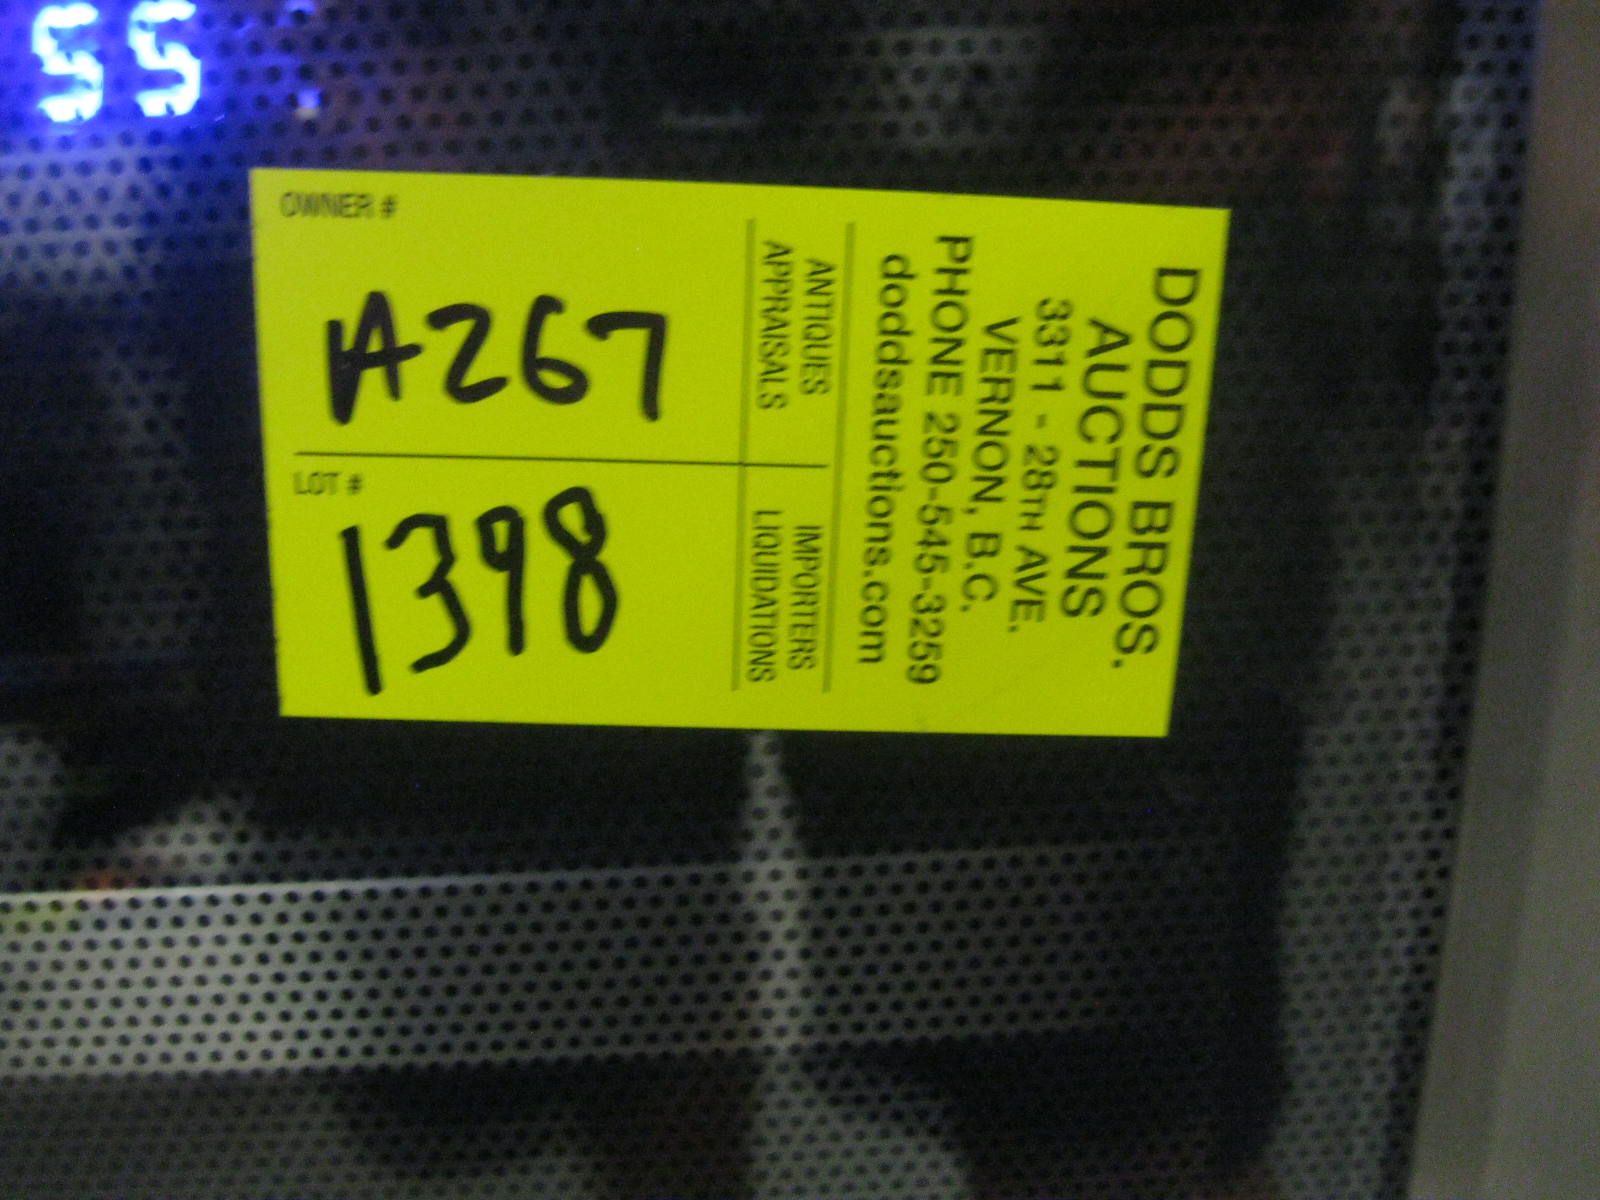 55
OWNER #
A267
LOT #
1398
ANTIQUES
APPRAISALS
IMPORTERS
LIQUIDATIONS
DODDS BROS.
AUCTIONS
3311 - 28TH AVE.
VERNON, B.C.
PHONE 250-545-3259
doddsauctions.com